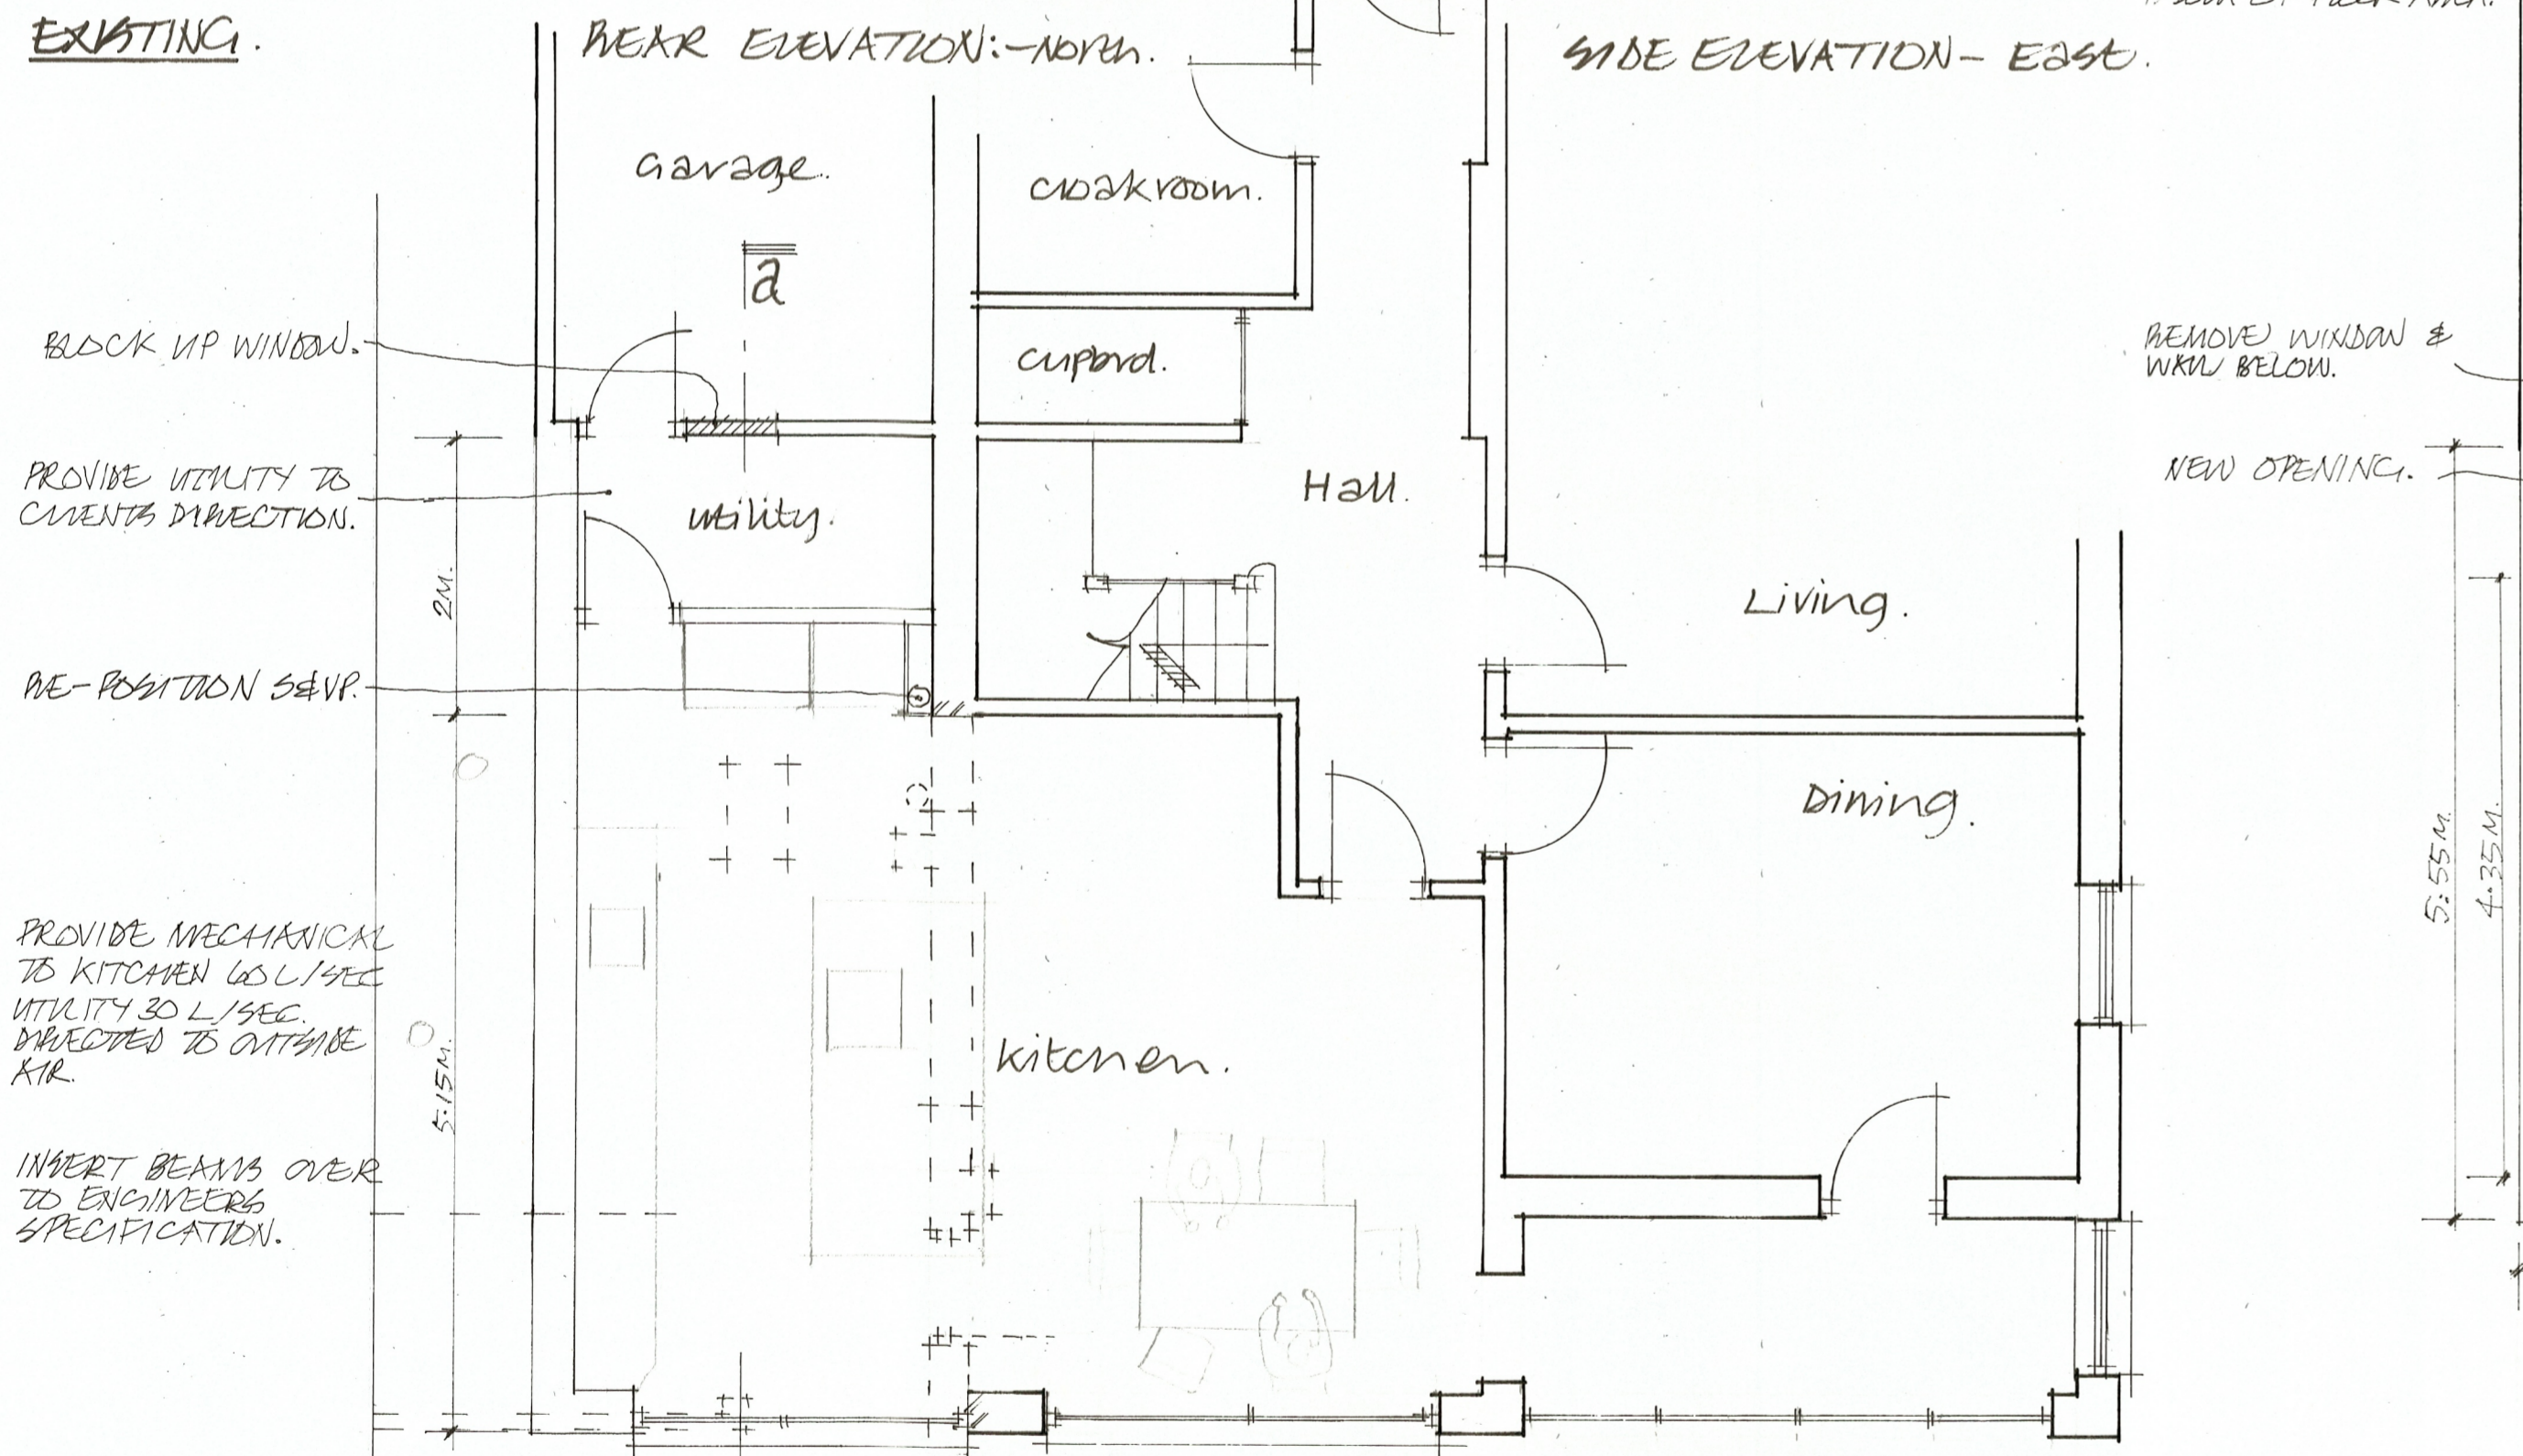 EXISTING.
REAR ELEVATION:-North.
SIDE ELEVATION- East.
Garage.
cloakroom.
a
BLOCK UP WINDOW.
cupbrd.
REMOVE WINDOW &
WALL BELOW.
PROVIDE UTILITY TO
CLIENTS DIRECTION.
utility.
Hall.
NEW OPENING.
2M.
Living.
RE-POSITION S&VP.
Dining.
5.55M.
4.35M.
PROVIDE MECHANICAL
TO KITCHEN 60 L/SEC
UTILITY 30 L/SEC.
DIRECTED TO OUTSIDE
AIR.
kitchen.
5.15M.
INSERT BEAMS OVER
TO ENGINEERS
SPECIFICATION.